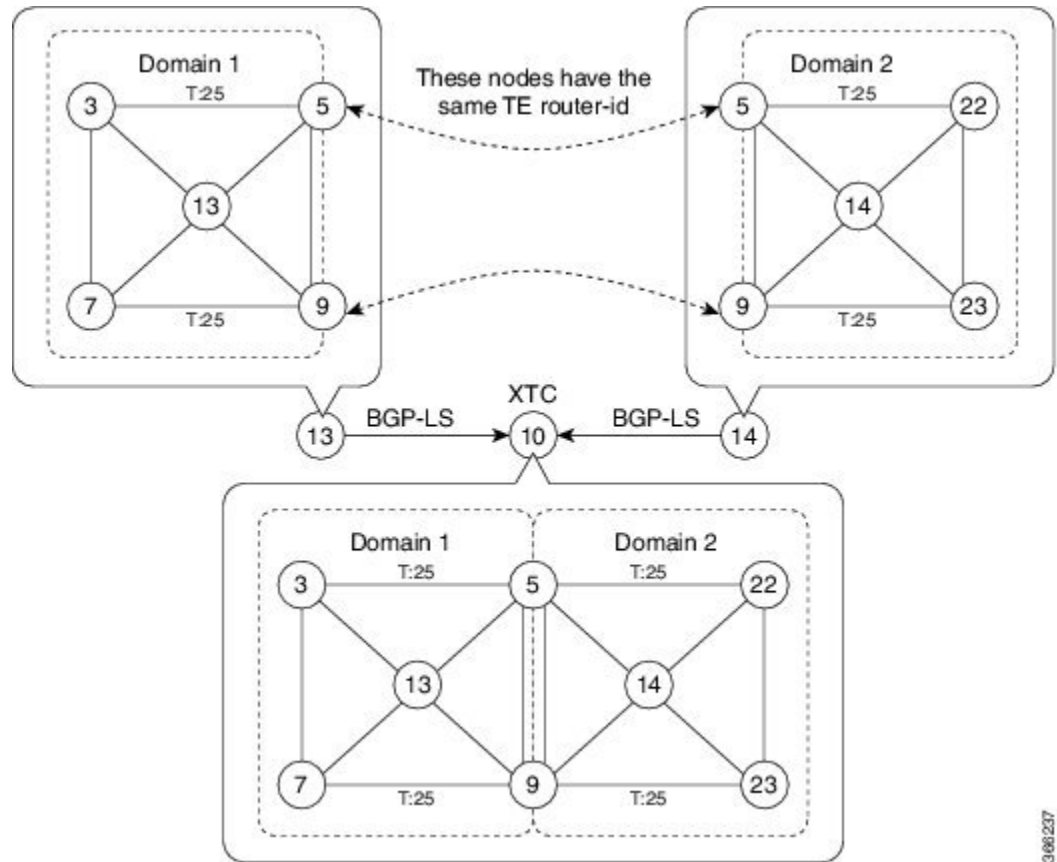 Domain 1
3
T:25
5
13
7
T:25
9
These nodes have the
same TE router-id
Domain 2
5
T:25
22
14
9
T:25
23
XTC
13
BGP-LS
10
BGP-LS
14
Domain 1
Domain 2
3
T:25
5
T:25
22
13
14
7
T:25
9
T:25
23
366237